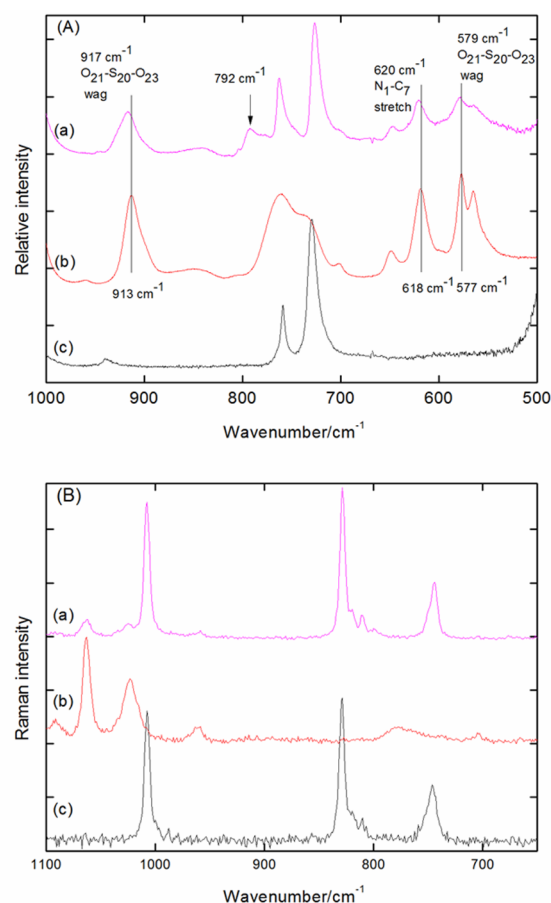 (A)
917 cm⁻¹
O₂₁-S₂₀-O₂₃
wag
792 cm⁻¹
620 cm⁻¹
N₁-C₇
stretch
579 cm⁻¹
O₂₁-S₂₀-O₂₃
wag
(a)
(b)
913 cm⁻¹
618 cm⁻¹
577 cm⁻¹
(c)
Relative intensity
1000 900 800 700 600 500
Wavenumber/cm⁻¹
(B)
(a)
(b)
(c)
Raman intensity
1100 1000 900 800 700
Wavenumber/cm⁻¹